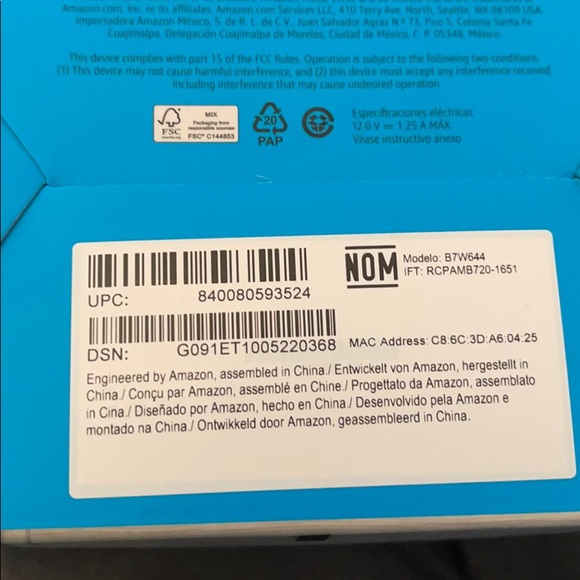 Amazon.com, Inc. or its affiliates. Amazon.com Services LLC, 410 Terry Ave. North, Seattle, WA 98109
Importadora Amazon México, S. de R. L. de C.V., Juan Salvador Agraz N.º 73, Piso 5, Colonia Santa Fe
Cuajimalpa, Delegación Cuajimalpa de Morelos, Ciudad de México, C. P. 05348, México.
This device complies with part 15 of the FCC Rules. Operation is subject to the following two conditions.
(1) This device may not cause harmful interference, and (2) this device must accept any interference received,
including interference that may cause undesired operation.
FSC
MIX
Packaging from
responsible sources
FSC® C144853
20
PAP
Especificaciones eléctricas:
12.0 V 1.25 A MÁX.
Véase instructivo anexo
UPC: 840080593524
NOM
Modelo: B7W644
IFT: RCPAMB720-1651
DSN: G091ET1005220368
MAC Address: C8:6C:3D:A6:04:25
Engineered by Amazon, assembled in China./ Entwickelt von Amazon, hergestellt in
China./ Conçu par Amazon, assemblé en Chine./ Progettato da Amazon, assemblato
in Cina./ Diseñado por Amazon, hecho en China./ Desenvolvido pela Amazon e
montado na China./ Ontwikkeld door Amazon, geassembleerd in China.